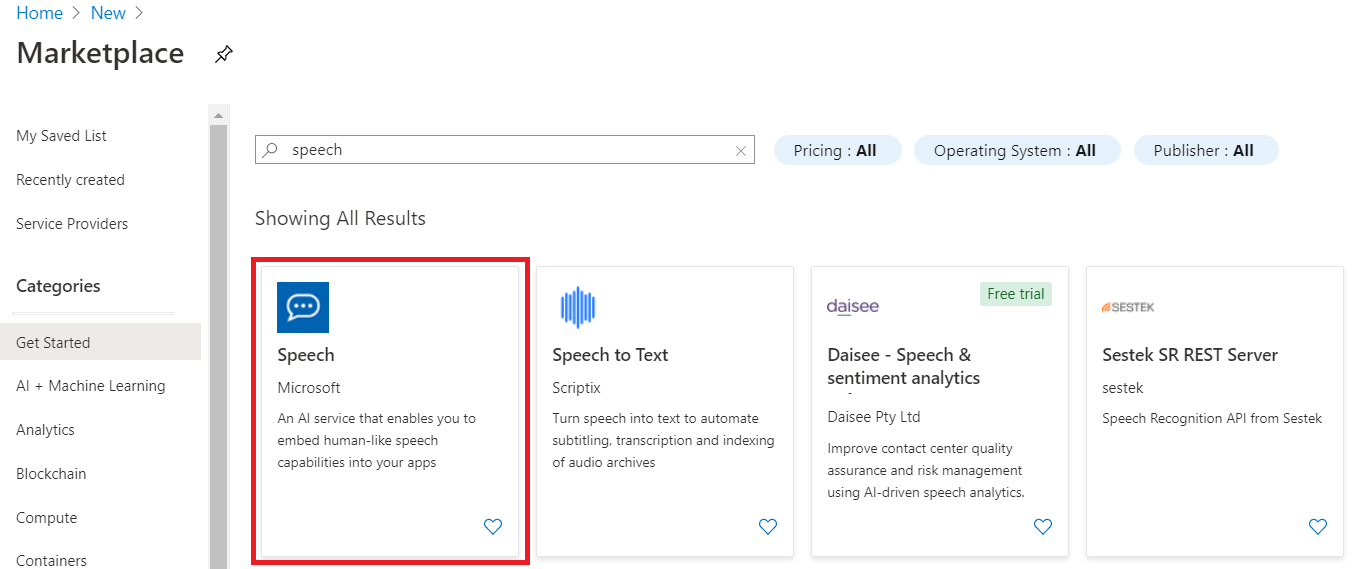 Home > New >
Marketplace
My Saved List
Recently created
Service Providers
Categories
Get Started
AI + Machine Learning
Analytics
Blockchain
Compute
Containers
speech
Pricing : All
Operating System : All
Publisher : All
Showing All Results
Speech
Microsoft
An AI service that enables you to
embed human-like speech
capabilities into your apps
Speech to Text
Scriptix
Turn speech into text to automate
subtitling, transcription and indexing
of audio archives
daisee
Free trial
Daisee - Speech &
sentiment analytics
Daisee Pty Ltd
Improve contact center quality
assurance and risk management
using AI-driven speech analytics.
SESTEK
Sestek SR REST Server
sestek
Speech Recognition API from Sestek